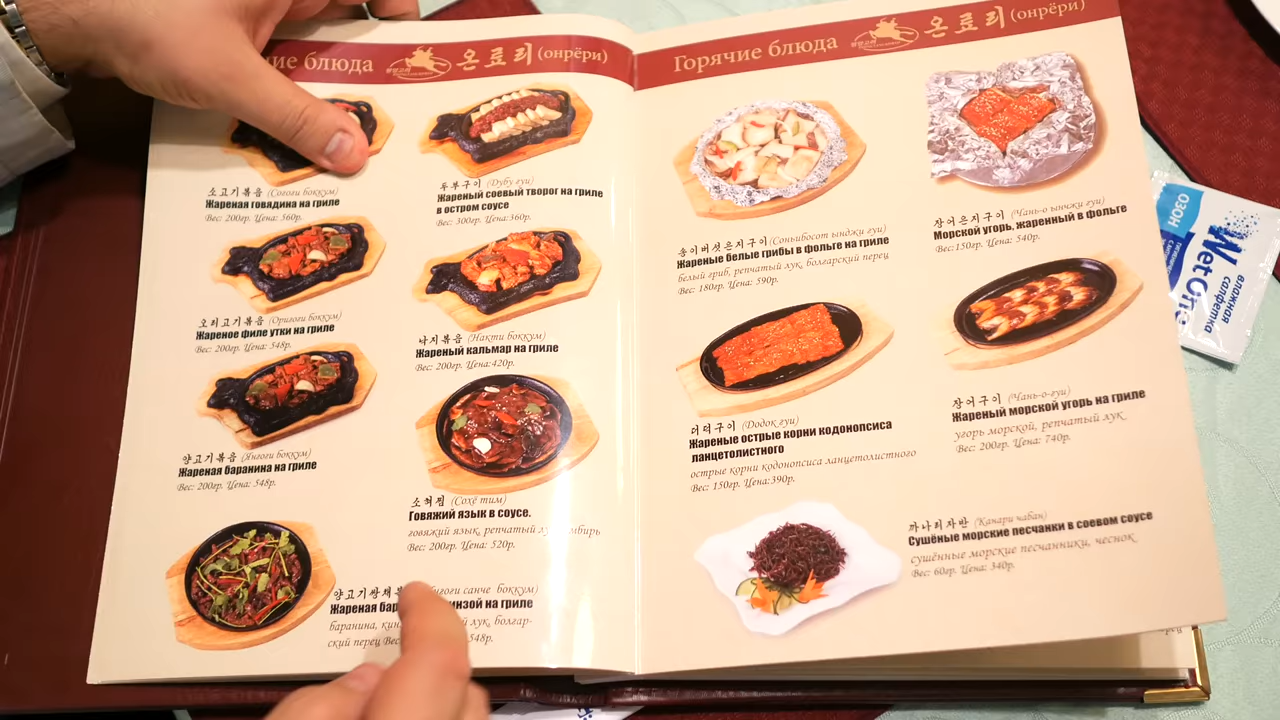 ие блюда
온료리 (онрёри)
소고기볶음 (Согоги боккум)
Жареная говядина на гриле
Вес: 200гр. Цена: 560р.
두부구이 (Дубу гуи)
Жареный соевый творог на гриле
в остром соусе
Вес: 300гр. Цена:360р.
오리고기볶음 (Оригоги боккум)
Жареное филе утки на гриле
Вес: 200гр. Цена: 548р.
낙지볶음 (Накти боккум)
Жареный кальмар на гриле
Вес: 200гр. Цена:420р.
양고기볶음 (Янгоги боккум)
Жареная баранина на гриле
Вес: 200гр. Цена: 548р.
소혀찜 (Сохё тим)
Говяжий язык в соусе.
говяжий язык, репчатый имбирь
Вес: 200гр. Цена: 520р.
санче боккум)
Жареная на гриле
баранина, лук, болгар-
ский перец 548р.
Горячие блюда
온료리 (онрёри)
송이버섯은지구이 (Соньибосот ынджи гуи)
Жареные белые грибы в фольге на гриле
белый гриб, репчатый лук, болгарский перец
Вес: 180гр. Цена: 590р.
장어은지구이 (Чань-о ынчжи гуи)
Морской угорь, жаренный в фольге
Вес:150гр. Цена: 540р.
더덕구이 (Додок гуи)
Жареные острые корни кодонопсиса
ланцетолистного
острые корни кодонопсиса ланцетолистного
Вес: 150гр. Цена:390р.
장어구이 (Чань-о-гуи)
Жареный морской угорь на гриле
угорь морской, репчатый лук
Вес: 200гр. Цена: 740р.
까나리자반 (Канари чабан)
Сушёные морские песчанки в соевом соусе
сушённые морские песчанники, чеснок
Вес: 60гр. Цена: 340р.
ОЗОН
влажная
салфетка